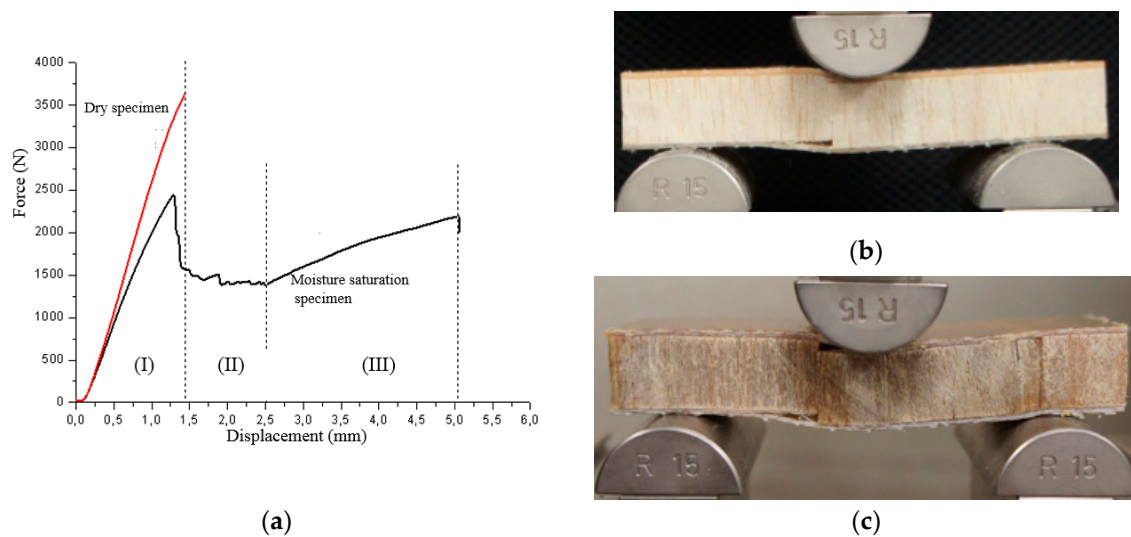 4000
3500
3000
2500
2000
1500
1000
500
0
Force (N)
Dry specimen
Moisture saturation
specimen
(I)
(II)
(III)
0,0 0,5 1,0 1,5 2,0 2,5 3,0 3,5 4,0 4,5 5,0 5,5 6,0
Displacement (mm)
(a)
R 15
R 15
R 15
(b)
R 15
R 15
R 15
(c)